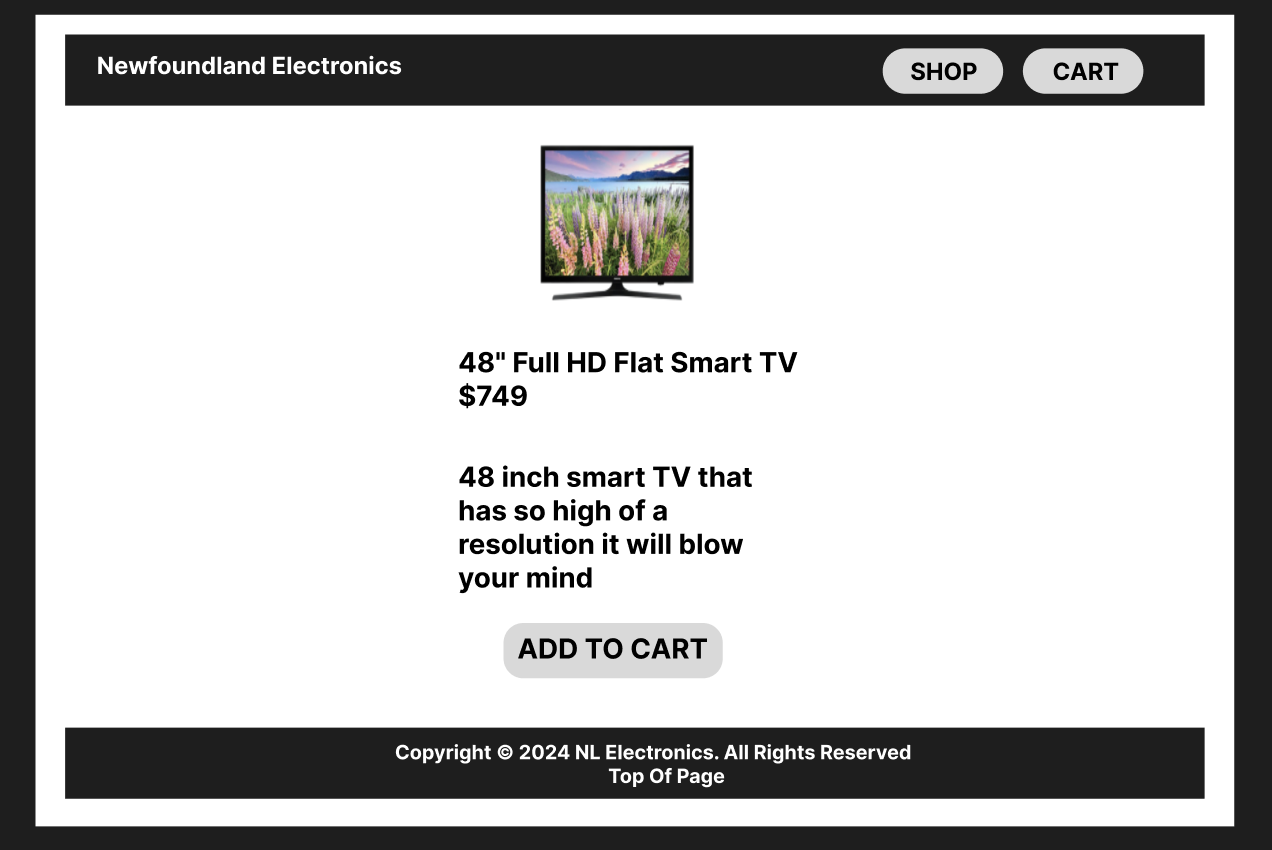 Newfoundland Electronics
SHOP
CART
48" Full HD Flat Smart TV
$749
48 inch smart TV that
has so high of a
resolution it will blow
your mind
ADD TO CART
Copyright © 2024 NL Electronics. All Rights Reserved
Top Of Page